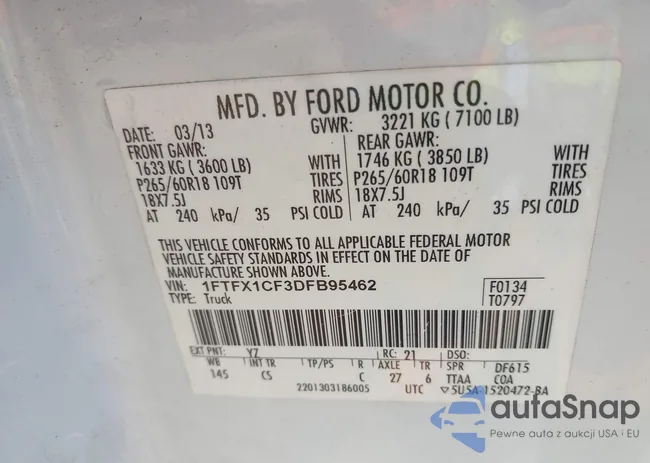 MFD. BY FORD MOTOR CO.
DATE: 03/13 GVWR: 3221 KG ( 7100 LB)
FRONT GAWR: REAR GAWR:
1633 KG ( 3600 LB) WITH 1746 KG ( 3850 LB) WITH
P265/60R18 109T TIRES P265/60R18 109T TIRES
18X7.5J RIMS 18X7.5J RIMS
AT 240 kPa/ 35 PSI COLD AT 240 kPa/ 35 PSI COLD
THIS VEHICLE CONFORMS TO ALL APPLICABLE FEDERAL MOTOR
VEHICLE SAFETY STANDARDS IN EFFECT ON THE DATE OF
MANUFACTURE SHOWN ABOVE.
VIN: 1FTFX1CF3DFB95462 F0134
TYPE: Truck T0797
EXT PNT: YZ RC: 21 DSO:
WB INT TR TP/PS R AXLE TR SPR DF615
145 CS C 27 6 TTAA COA
2201303186005 UTC ▽5U5A 1520472-BA
autaSnap
Pewne auta z aukcji USA i EU